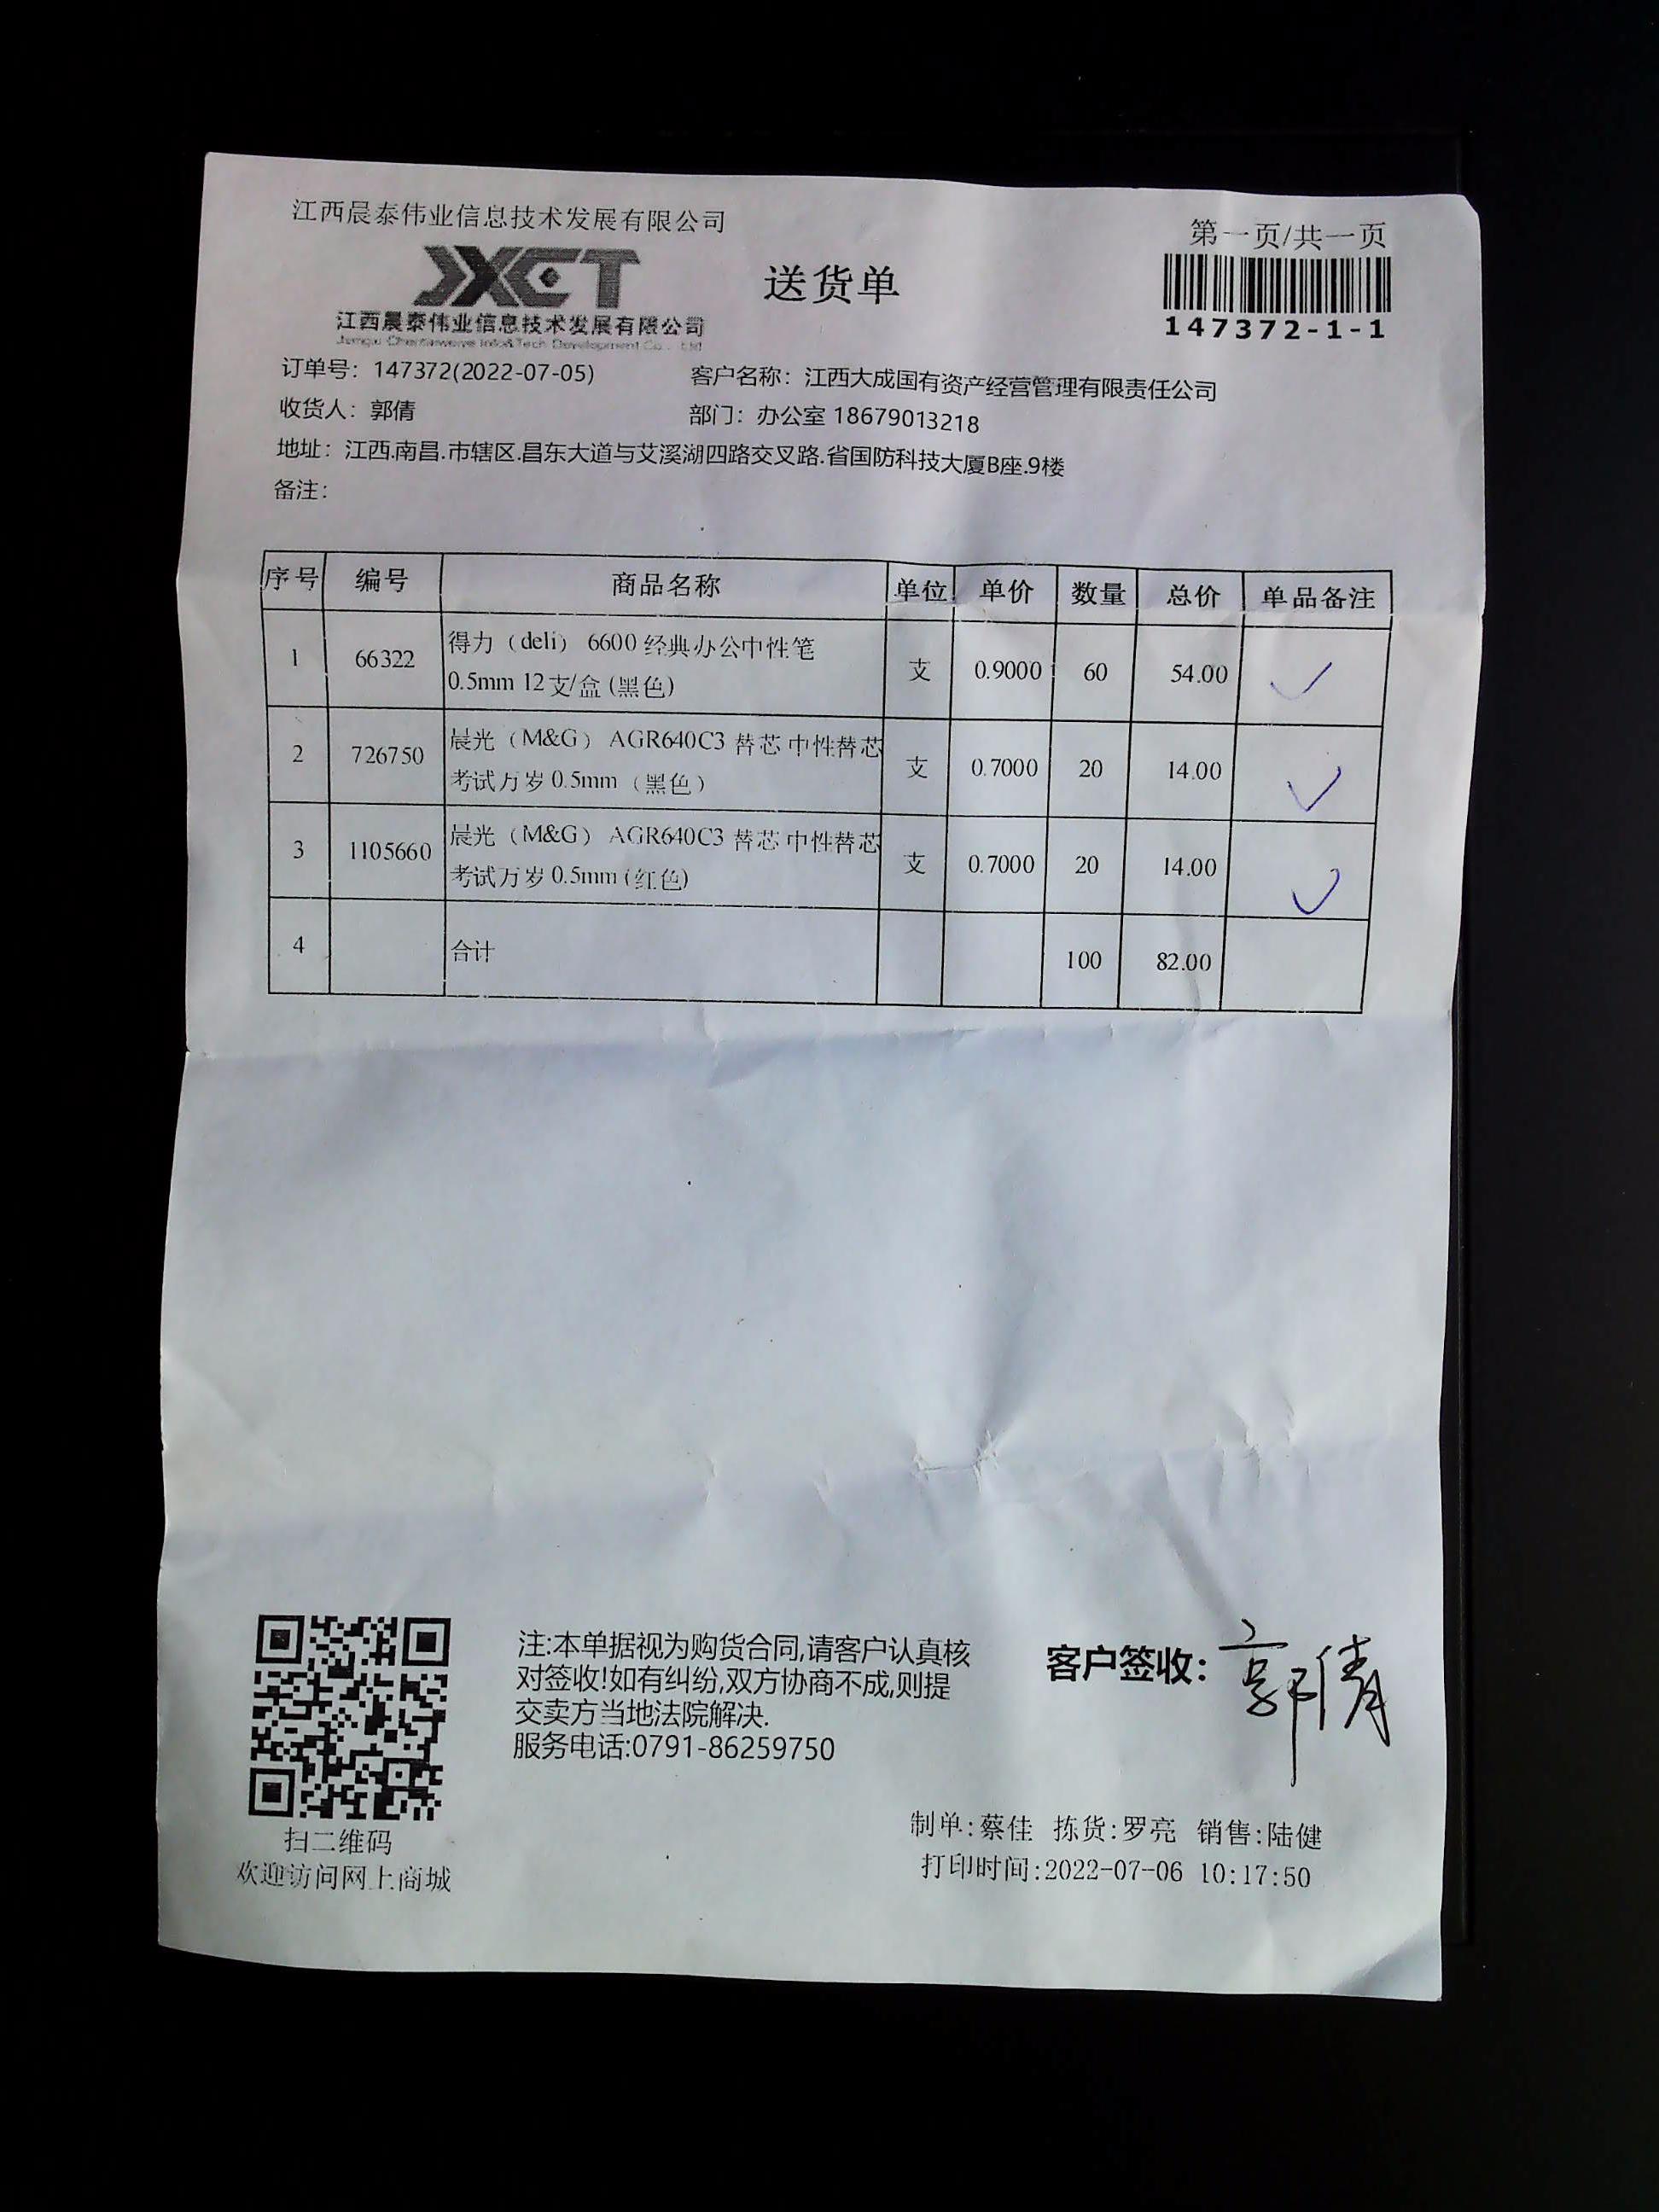 江西晨泰伟业信息技术发展有限公司
第一页/共一页
JXCT
送货单
江西晨泰伟业信息技术发展有限公司
147372-1-1
订单号：147372(2022-07-05)
客户名称：江西大成国有资产经营管理有限责任公司
收货人：郭倩
部门：办公室 18679013218
地址：江西.南昌.市辖区.昌东大道与艾溪湖四路交叉路.省国防科技大厦B座.9楼
备注：
序号 编号 商品名称 单位 单价 数量 总价 单品备注
1 66322 得力（deli） 6600 经典办公中性笔 支 0.9000 60 54.00
0.5mm 12支/盒 (黑色)
2 726750 晨光（M&G） AGR640C3 替芯 中性替芯 支 0.7000 20 14.00
考试万岁 0.5mm （黑色）
3 1105660 晨光（M&G） AGR640C3 替芯 中性替芯 支 0.7000 20 14.00
考试万岁 0.5mm (红色)
4 合计 100 82.00
注:本单据视为购货合同,请客户认真核
对签收!如有纠纷,双方协商不成,则提
交卖方当地法院解决.
服务电话:0791-86259750
客户签收：郭倩
扫二维码
欢迎访问网上商城
制单:蔡佳 拣货:罗亮 销售:陆健
打印时间:2022-07-06 10:17:50